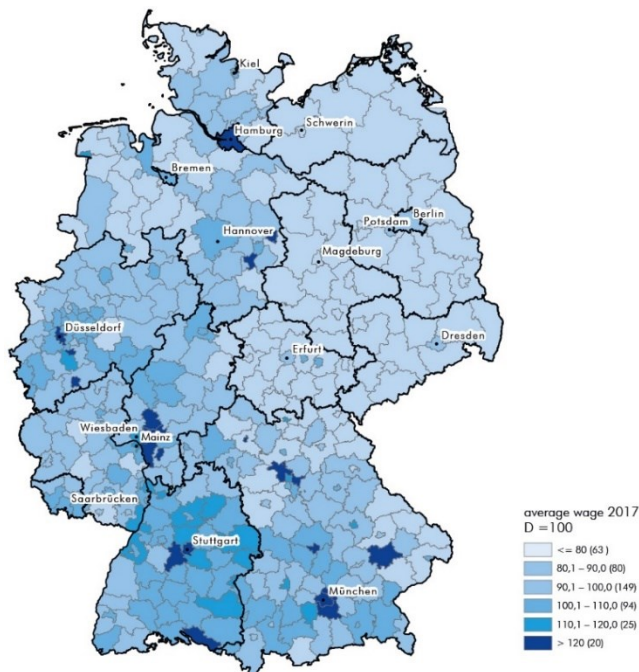 Kiel
Hamburg
Schwerin
Bremen
Berlin
Potsdam
Hannover
Magdeburg
Düsseldorf
Erfurt
Dresden
Wiesbaden
Mainz
Saarbrücken
Stuttgart
München
average wage 2017
D =100
<= 80 (63 )
80,1 – 90,0 (80)
90,1 – 100,0 (149)
100,1 – 110,0 (94)
110,1 – 120,0 (25)
> 120 (20)